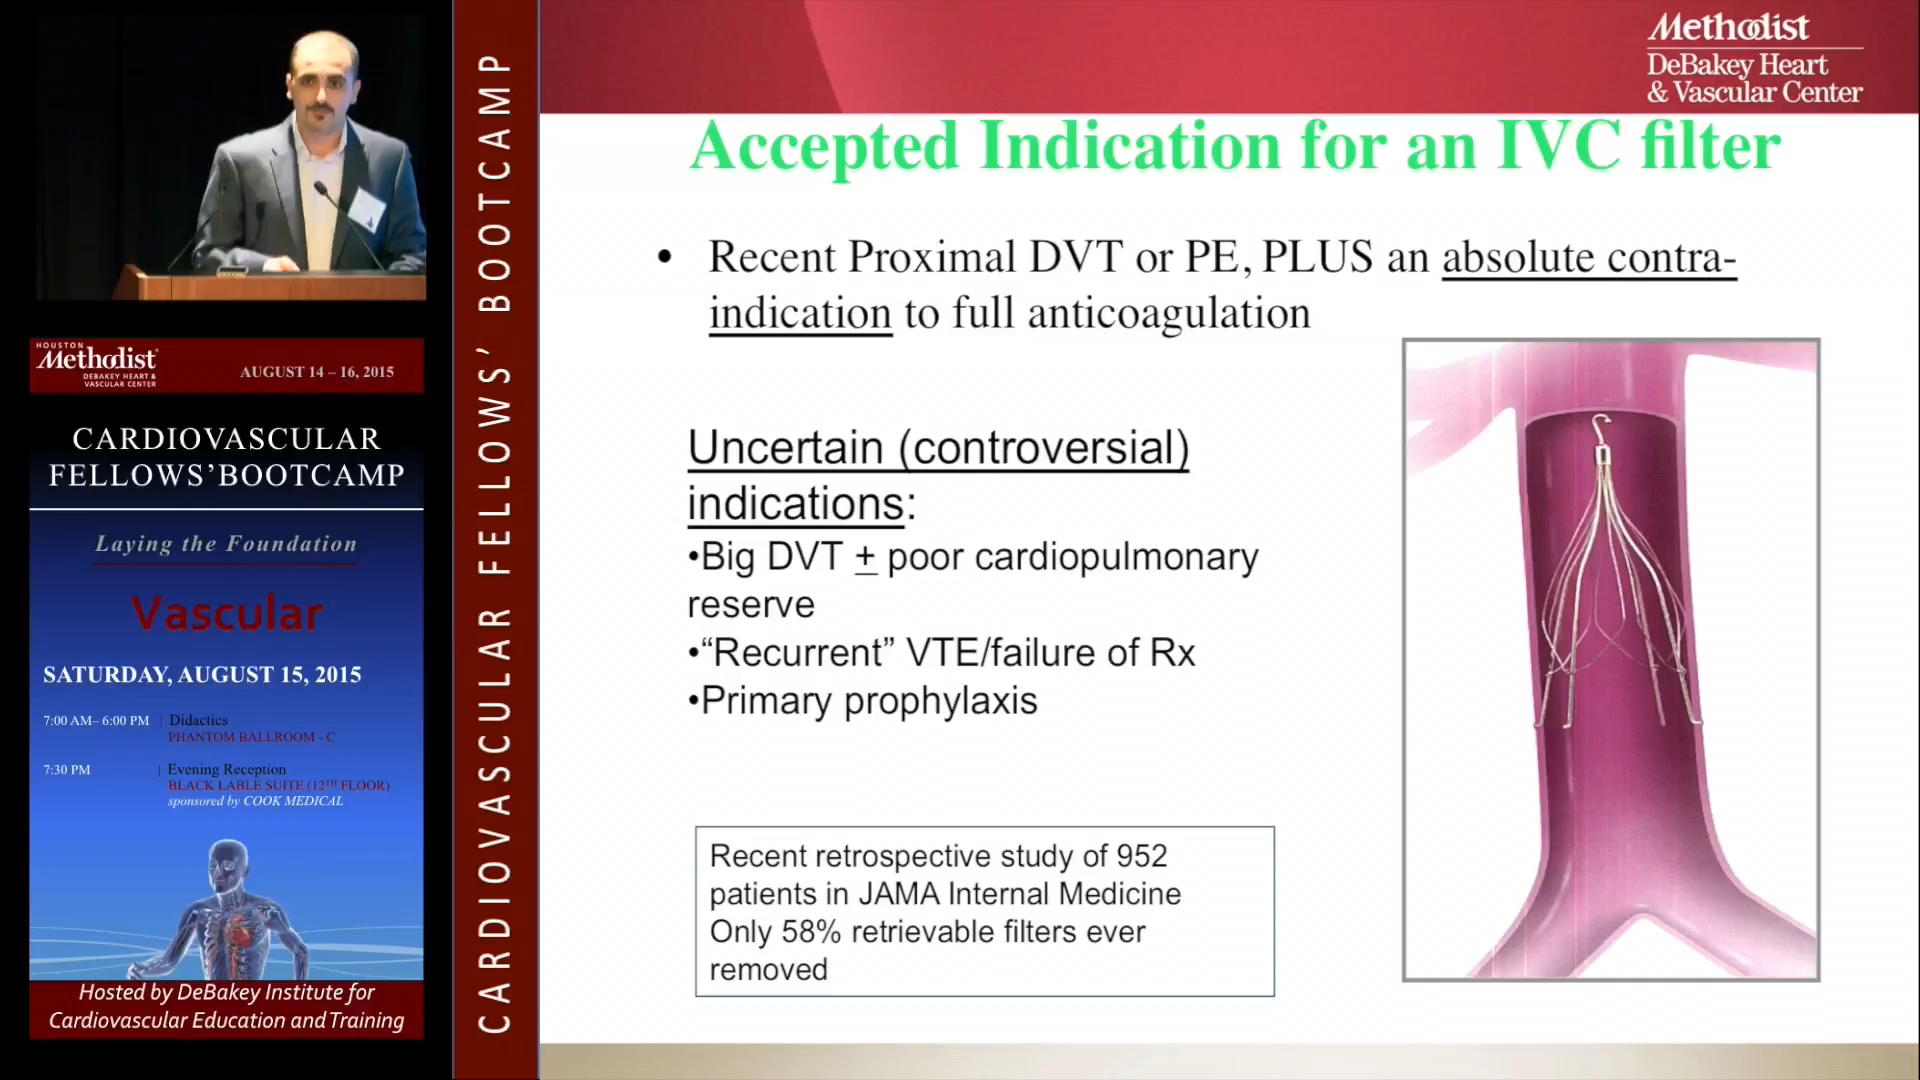 HOUSTON
Methodist
DEBAKEY HEART &
VASCULAR CENTER
AUGUST 14 – 16, 2015
CARDIOVASCULAR
FELLOWS’BOOTCAMP
Laying the Foundation
Vascular
SATURDAY, AUGUST 15, 2015
7:00 AM– 6:00 PM | Didactics
PHANTOM BALLROOM - C
7:30 PM | Evening Reception
BLACK LABLE SUITE (12TH FLOOR)
sponsored by COOK MEDICAL
Hosted by DeBakey Institute for
Cardiovascular Education and Training
CARDIOVASCULAR FELLOWS’ BOOTCAMP
Methodist
DeBakey Heart
& Vascular Center
Accepted Indication for an IVC filter
• Recent Proximal DVT or PE, PLUS an absolute contra-
indication to full anticoagulation
Uncertain (controversial)
indications:
•Big DVT + poor cardiopulmonary
reserve
•“Recurrent” VTE/failure of Rx
•Primary prophylaxis
Recent retrospective study of 952
patients in JAMA Internal Medicine
Only 58% retrievable filters ever
removed